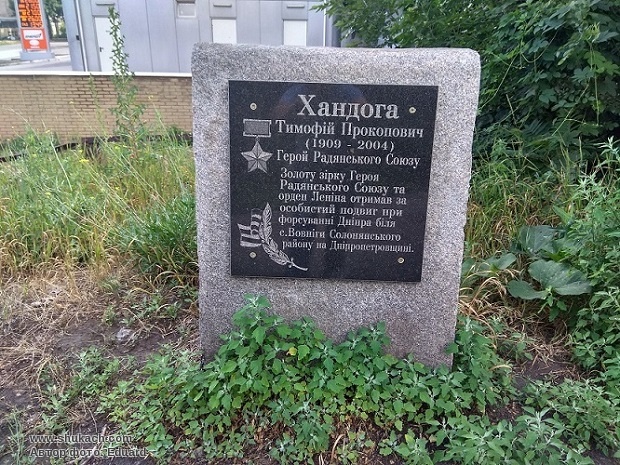 Хандога
Тимофій Прокопович
(1909 - 2004)
Герой Радянського Союзу
Золоту зірку Героя
Радянського Союзу та
орден Леніна отримав за
особистий подвиг при
форсуванні Дніпра біля
с.Вовніги Солонянського
району на Дніпропетровщині.
www.shukach.com
Автор фото: Eduard